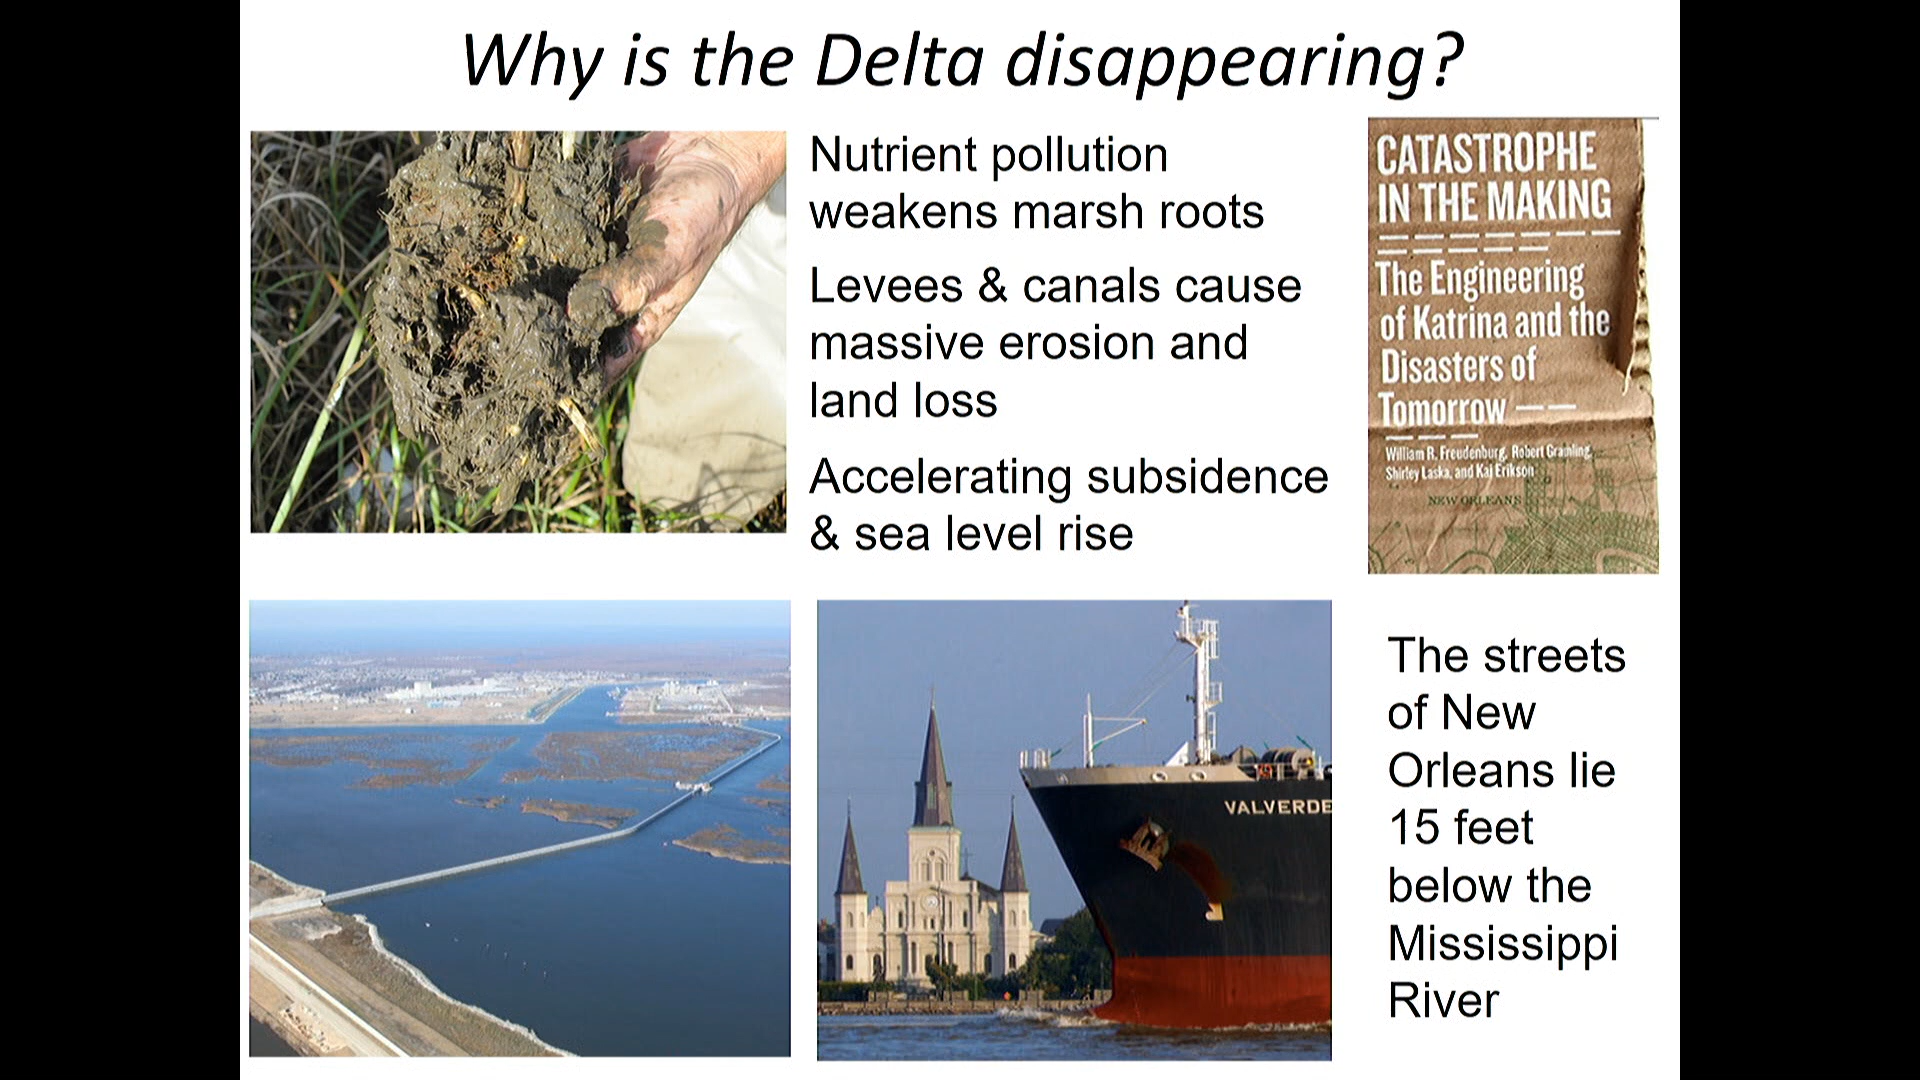 Why is the Delta disappearing?
Nutrient pollution
weakens marsh roots
Levees & canals cause
massive erosion and
land loss
Accelerating subsidence
& sea level rise
CATASTROPHE
IN THE MAKING
The Engineering
of Katrina and the
Disasters of
Tomorrow
William R. Freudenburg, Robert Gramling,
Shirley Laska, and Kai Erikson
NEW ORLEANS
VALVERDE
The streets
of New
Orleans lie
15 feet
below the
Mississippi
River